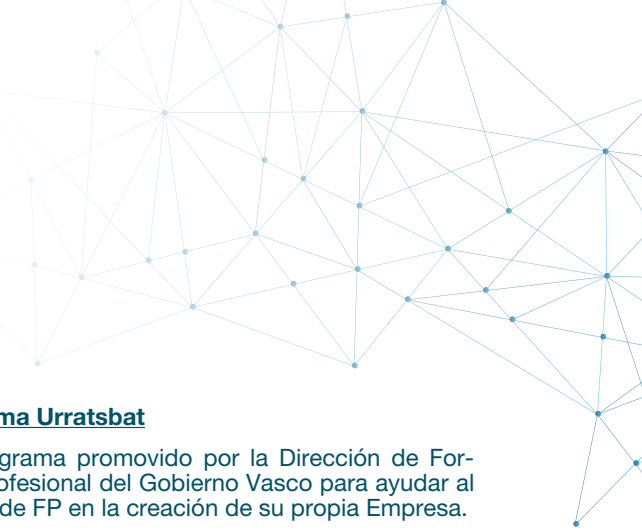 ma Urratsbat
grama promovido por la Dirección de For-
ofesional del Gobierno Vasco para ayudar al
de FP en la creación de su propia Empresa.